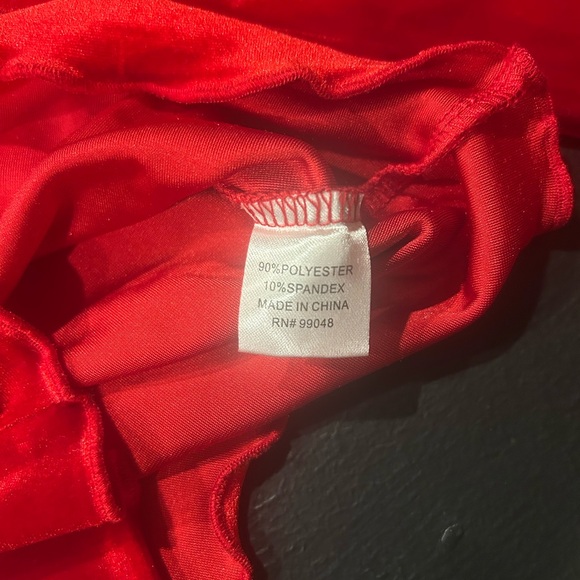 90%POLYESTER
10%SPANDEX
MADE IN CHINA
RN# 99048